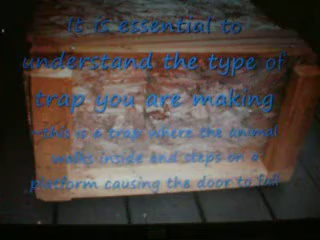 It is essential to
understand the type of
trap you are making
~this is a trap where the animal
walks inside and steps on a
platform causing the door to fall